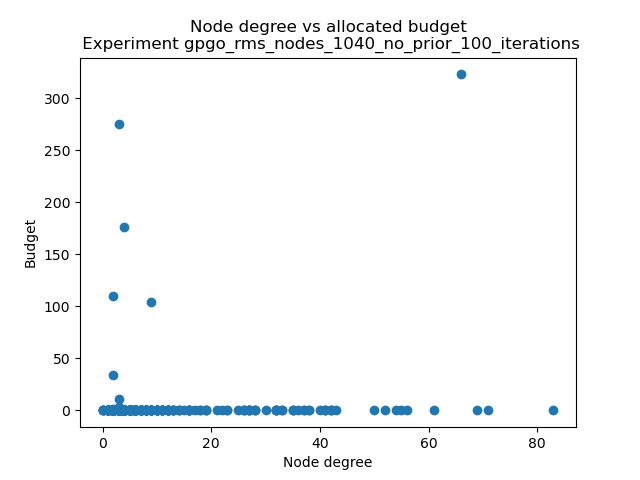 Node degree vs allocated budget
Experiment gpgo_rms_nodes_1040_no_prior_100_iterations
300
250
200
150
100
50
0
Budget
0 20 40 60 80
Node degree